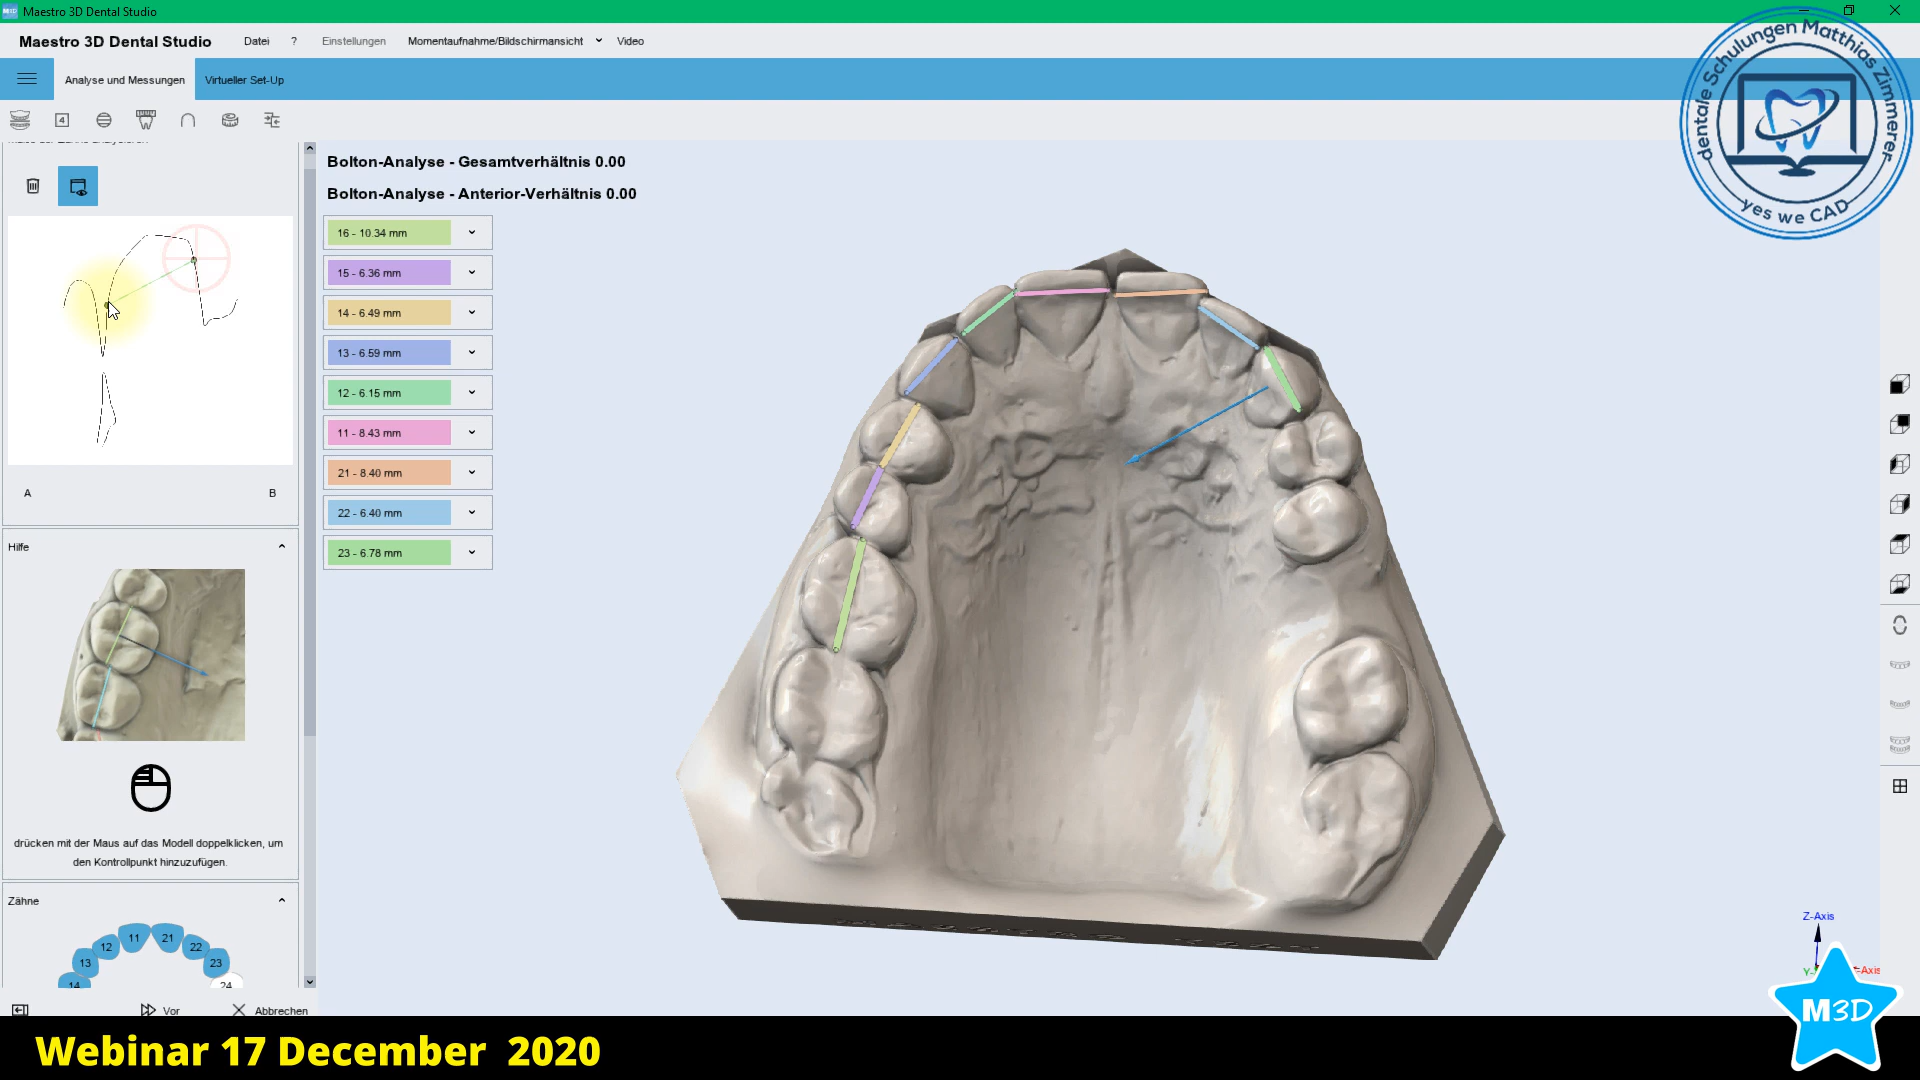 Maestro 3D Dental Studio
Maestro 3D Dental Studio
Datei
?
Einstellungen
Momentaufnahme/Bildschirmansicht
Video
Analyse und Messungen
Virtueller Set-Up
4
dentale Schulungen Matthias Zimmerer
yes we CAD
Bolton-Analyse - Gesamtverhältnis 0.00
Bolton-Analyse - Anterior-Verhältnis 0.00
16 - 10.34 mm
15 - 6.36 mm
14 - 6.49 mm
13 - 6.59 mm
12 - 6.15 mm
11 - 8.43 mm
21 - 8.40 mm
22 - 6.40 mm
23 - 6.78 mm
A
B
Hilfe
drücken mit der Maus auf das Modell doppelklicken, um
den Kontrollpunkt hinzuzufügen.
Zähne
11
21
12
22
13
23
14
24
Vor
Abbrechen
Z-Axis
M3D
Webinar 17 December 2020